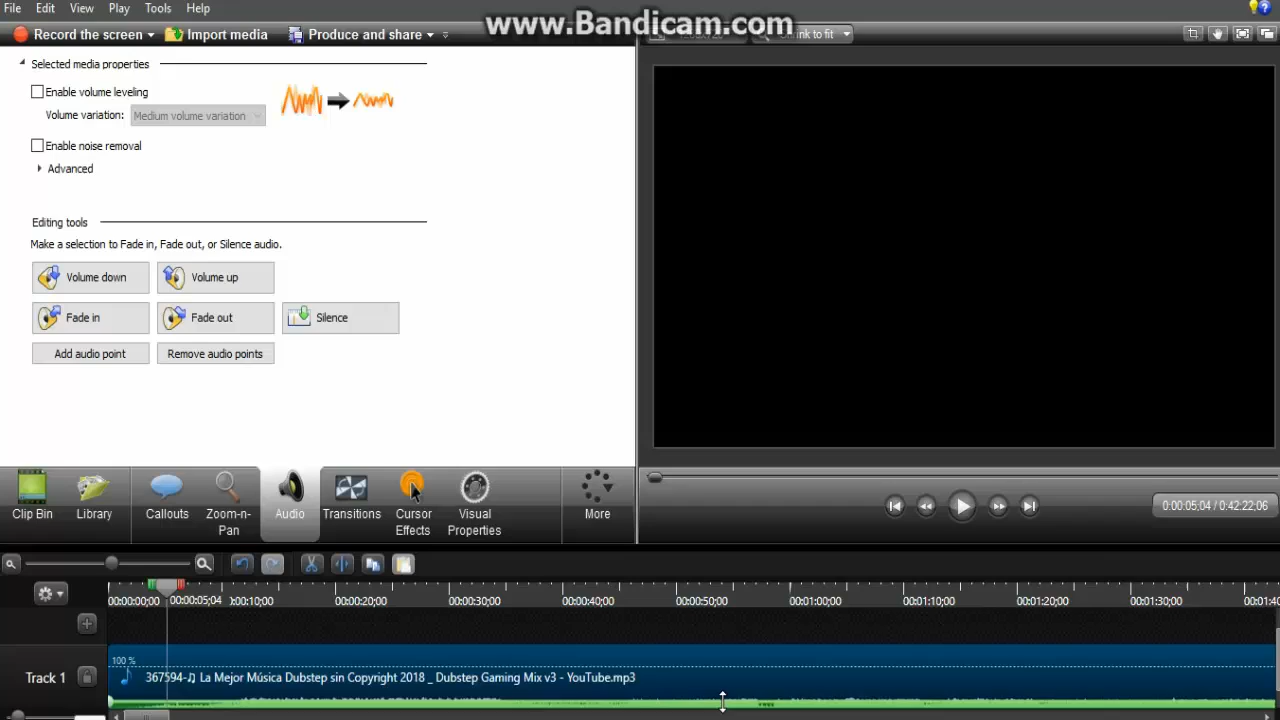 File Edit View Play Tools Help
www.Bandicam.com
Record the screen Import media Produce and share
Shrink to fit
Selected media properties
Enable volume leveling
Volume variation: Medium volume variation
Enable noise removal
Advanced
Editing tools
Make a selection to Fade in, Fade out, or Silence audio.
Volume down Volume up
Fade in Fade out Silence
Add audio point Remove audio points
Clip Bin Library Callouts Zoom-n-Pan Audio Transitions Cursor Effects Visual Properties More
0:00:05;04 / 0:42:22;06
00:00:00;00 00:00:05;04 :00:10;00 00:00:20;00 00:00:30;00 00:00:40;00 00:00:50;00 00:01:00;00 00:01:10;00 00:01:20;00 00:01:30;00 00:01:40
100 %
Track 1 367594-♫ La Mejor Música Dubstep sin Copyright 2018 _ Dubstep Gaming Mix v3 - YouTube.mp3